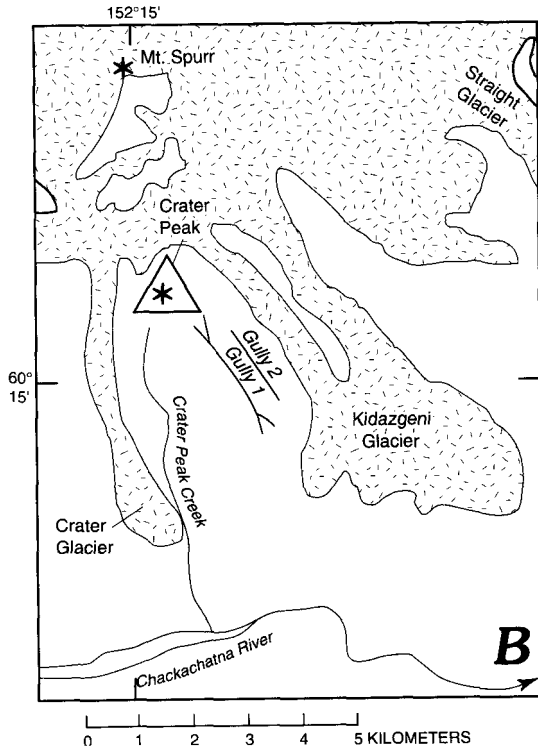 152°15'
Mt. Spurr
Straight
Glacier
Crater
Peak
Gully 2
Gully 1
60°
15'
Kidazgeni
Glacier
Crater Peak Creek
Crater
Glacier
Chackachatna River
B
0 1 2 3 4 5 KILOMETERS